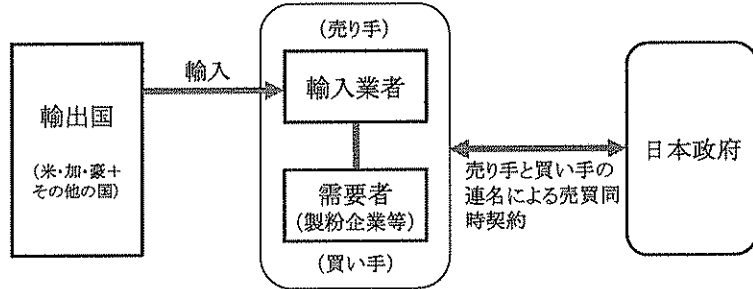 (売り手)
輸入
輸入業者
輸出国
(米・加・豪+
その他の国)
需要者
(製粉企業等)
(買い手)
売り手と買い手の
連名による売買同
時契約
日本政府